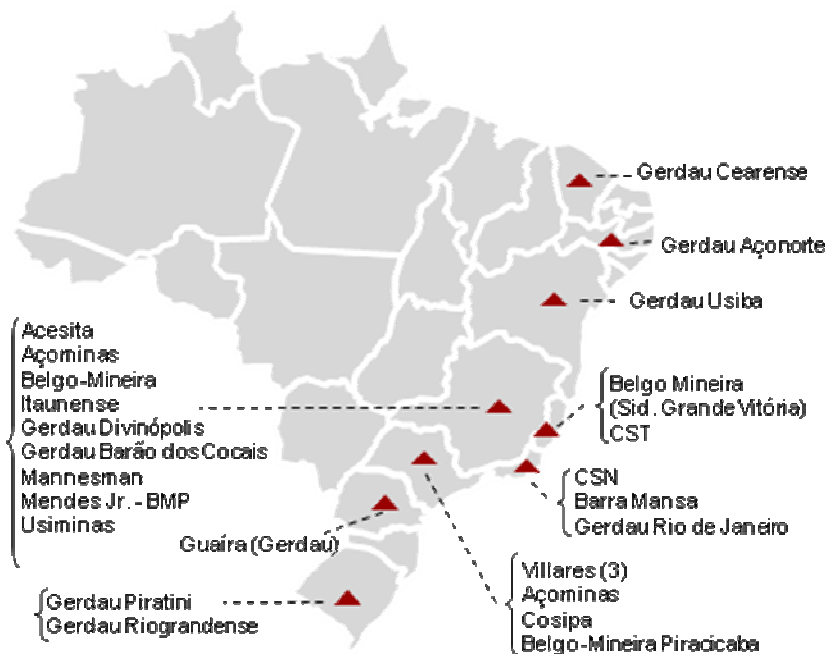 Gerdau Cearense
Gerdau Açonorte
Gerdau Usiba
Acesita
Açominas
Belgo-Mineira
Itaunense
Gerdau Divinópolis
Gerdau Barão dos Cocais
Mannesman
Mendes Jr. - BMP
Usiminas
Belgo Mineira
(Sid. Grande Vitória)
CST
CSN
Barra Mansa
Gerdau Rio de Janeiro
Guaíra (Gerdau)
Villares (3)
Açominas
Cosipa
Belgo-Mineira Piracicaba
Gerdau Piratini
Gerdau Riograndense